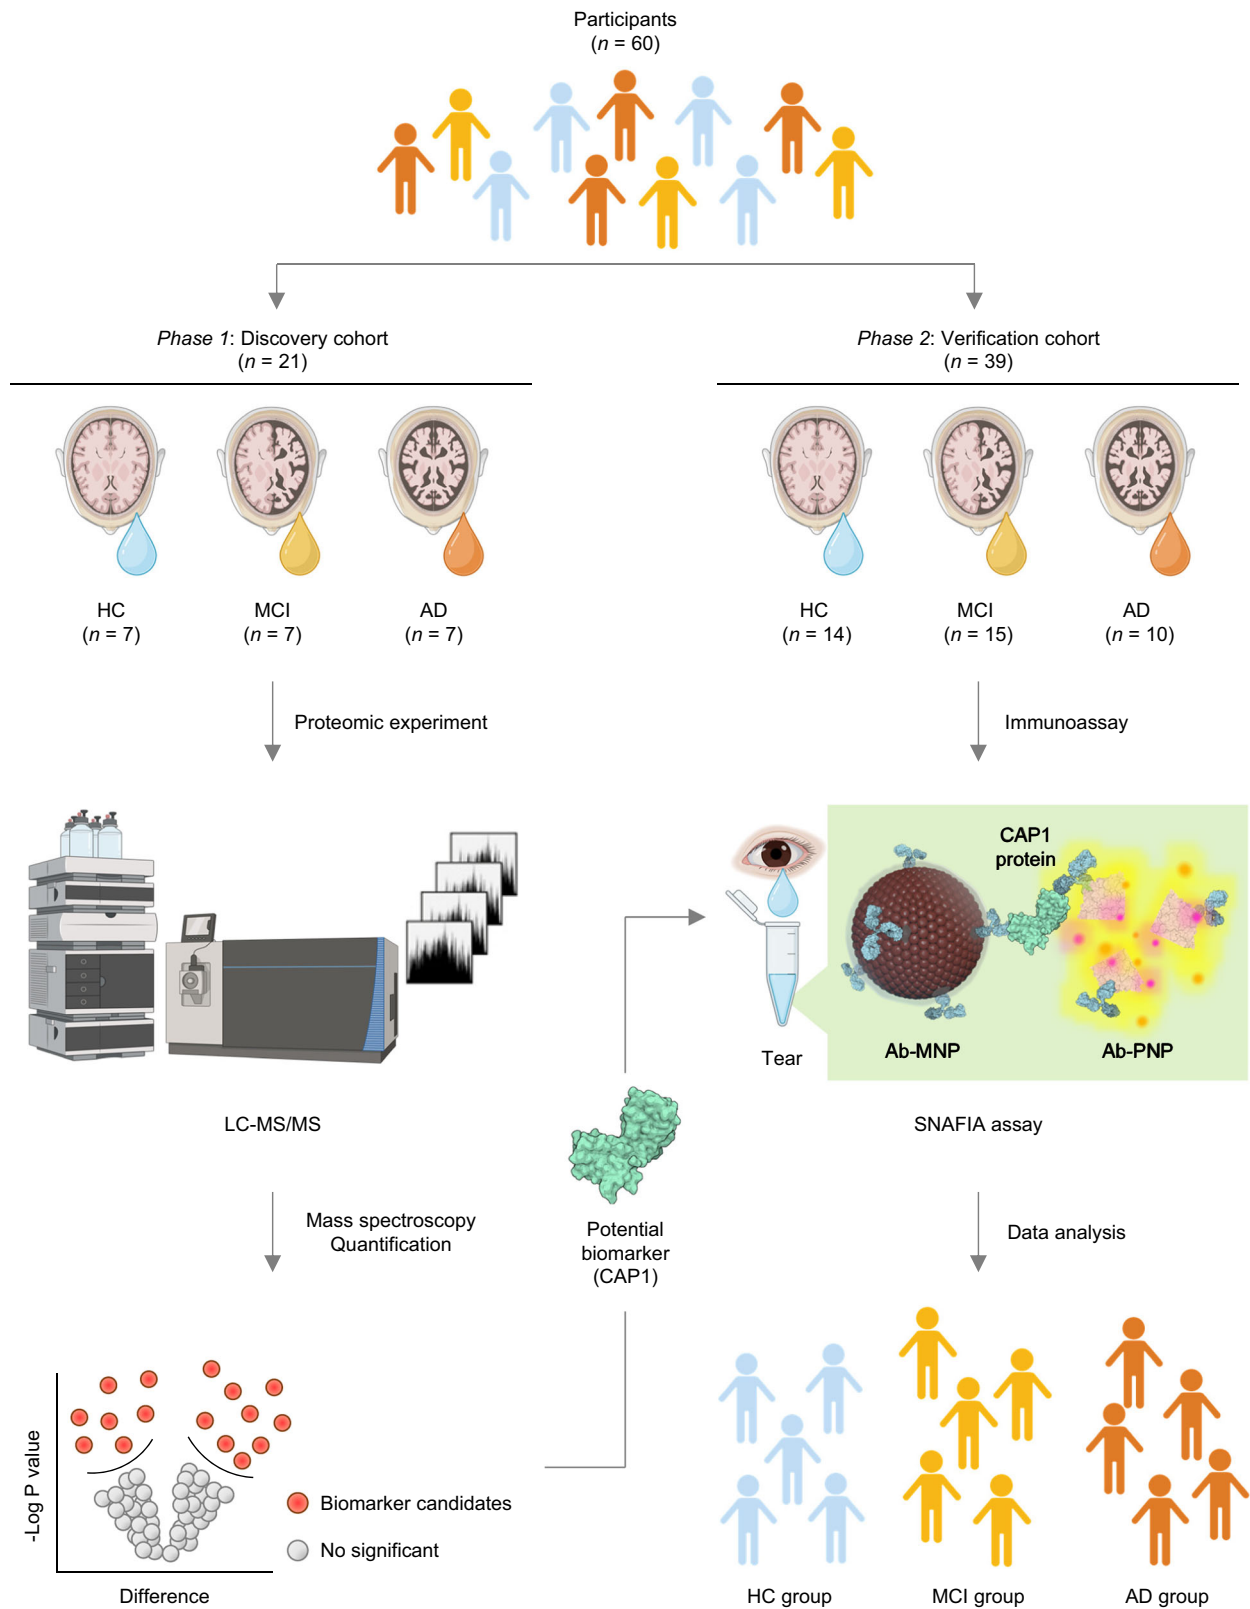 Participants
(n = 60)
Phase 1: Discovery cohort
(n = 21)
Phase 2: Verification cohort
(n = 39)
HC
(n = 7)
MCI
(n = 7)
AD
(n = 7)
HC
(n = 14)
MCI
(n = 15)
AD
(n = 10)
Proteomic experiment
Immunoassay
CAP1
protein
Ab-MNP
Ab-PNP
Tear
LC-MS/MS
SNAFIA assay
Mass spectroscopy
Quantification
Potential
biomarker
(CAP1)
Data analysis
-Log P value
Biomarker candidates
No significant
Difference
HC group
MCI group
AD group